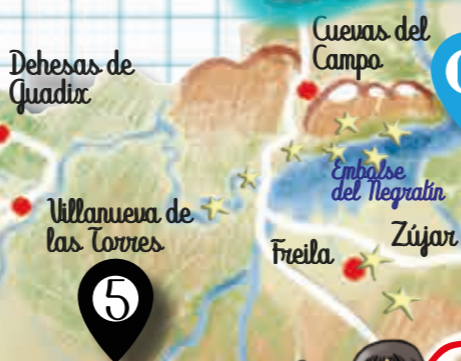 Cuevas del
Campo
Dehesas de
Guadix
Embalse
del Negratín
Villanueva de
las Torres
Freila
Zújar
5